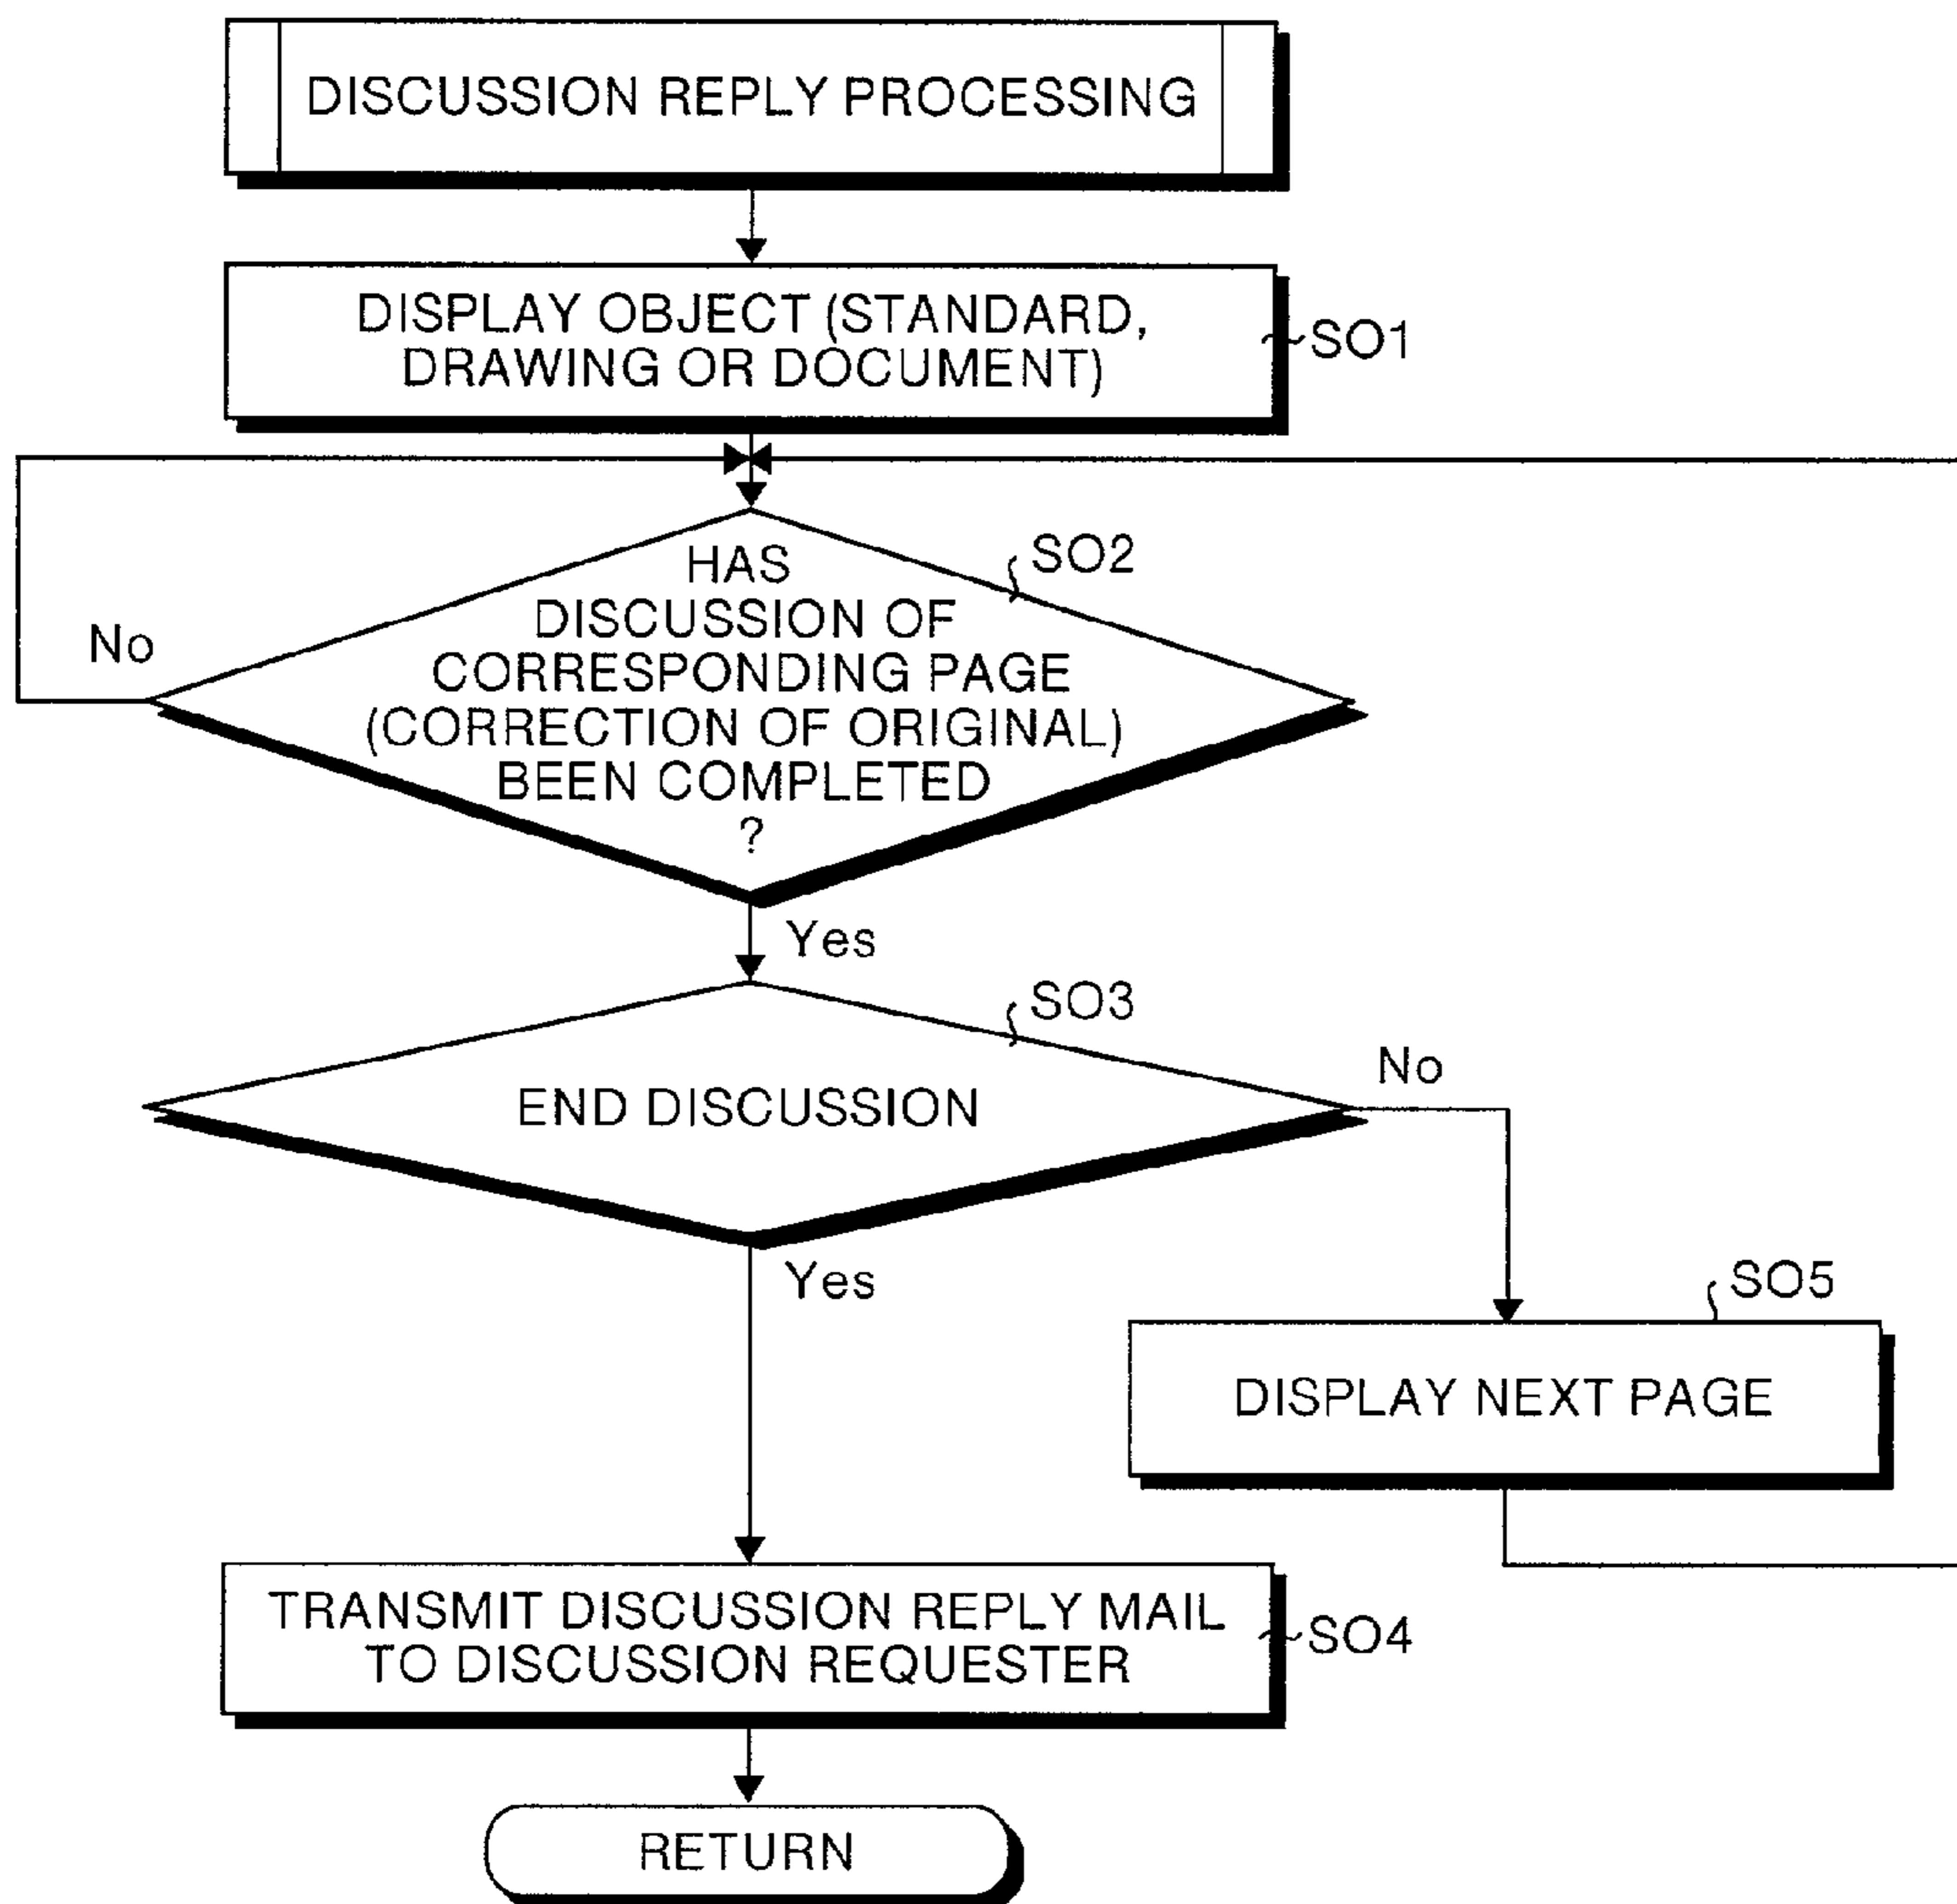 DISCUSSION REPLY PROCESSING
DISPLAY OBJECT (STANDARD,
DRAWING OR DOCUMENT)
SO1
HAS
DISCUSSION OF
CORRESPONDING PAGE
(CORRECTION OF ORIGINAL)
BEEN COMPLETED
?
SO2
No
Yes
END DISCUSSION
SO3
No
Yes
DISPLAY NEXT PAGE
SO5
TRANSMIT DISCUSSION REPLY MAIL
TO DISCUSSION REQUESTER
SO4
RETURN